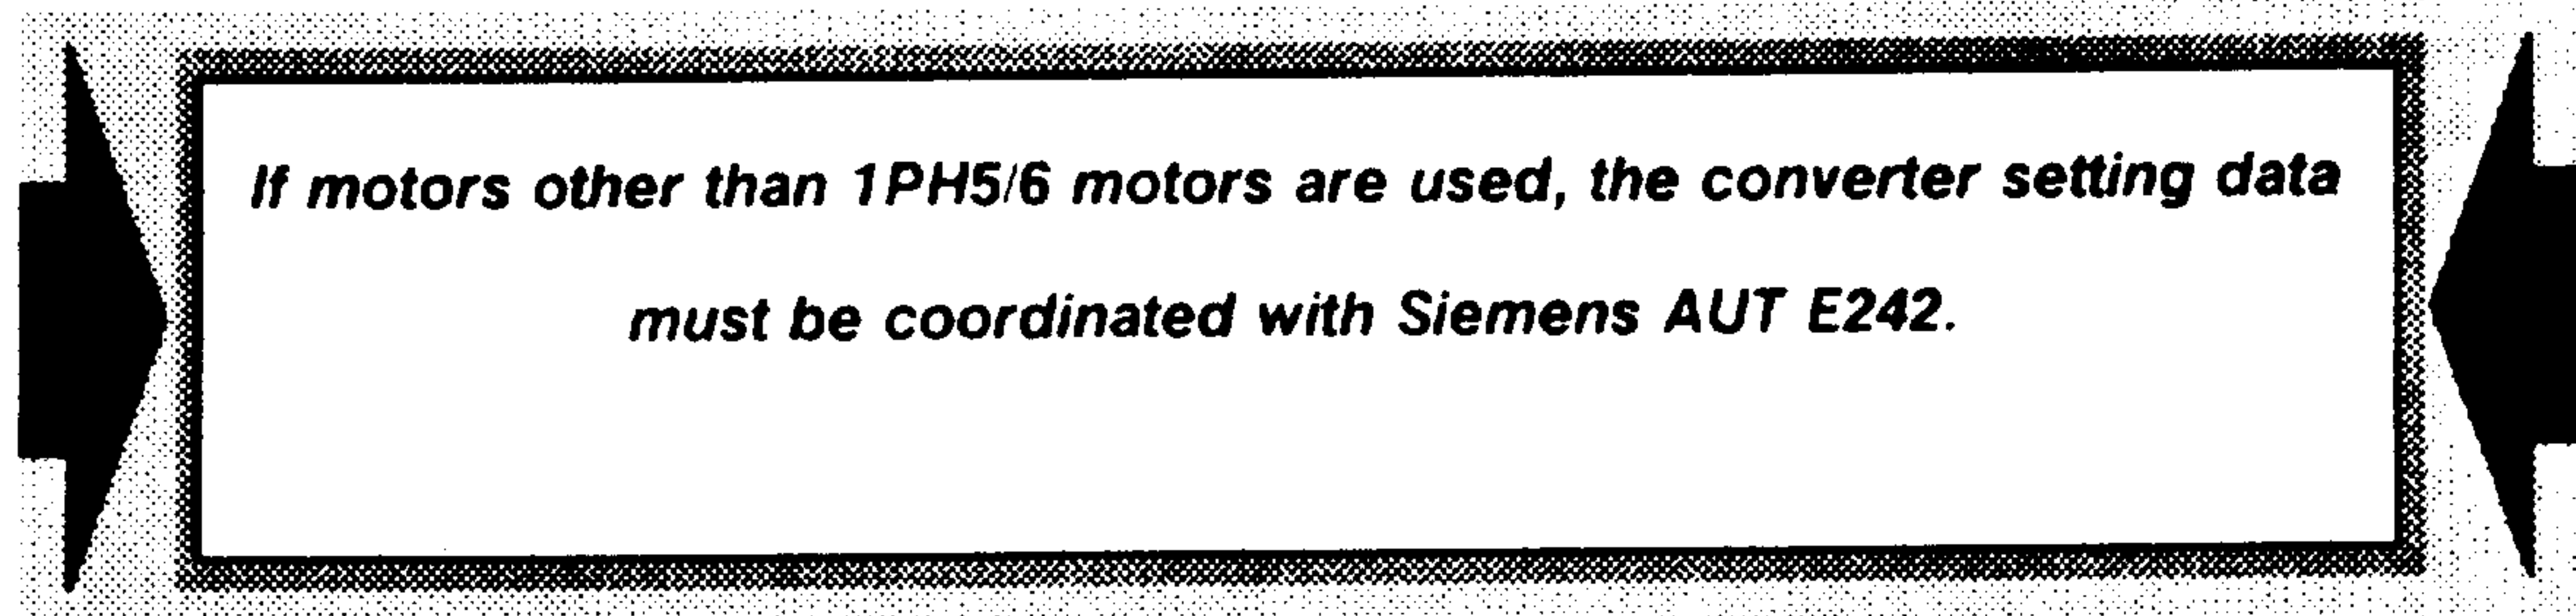 If motors other than 1PH5/6 motors are used, the converter setting data
must be coordinated with Siemens AUT E242.